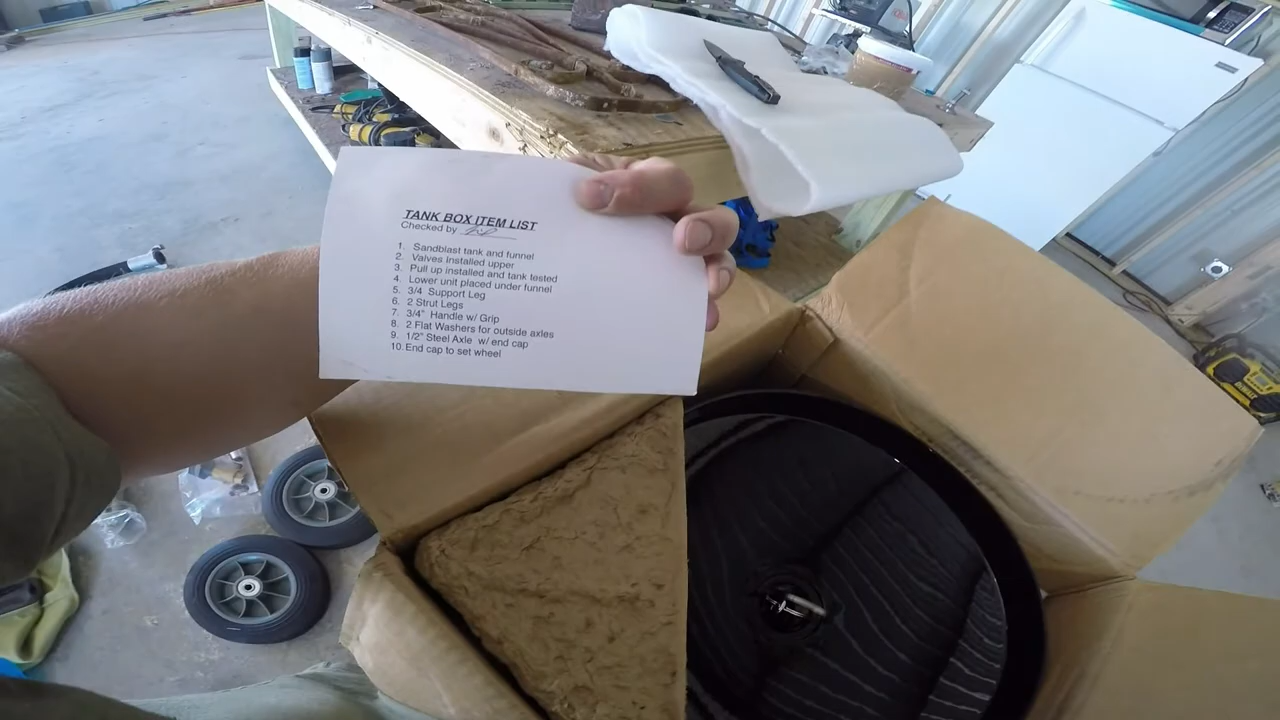 TANK BOX ITEM LIST
Checked by
1. Sandblast tank and funnel
2. Valves installed upper
3. Pull up installed and tank tested
4. Lower unit placed under funnel
5. 3/4 Support Leg
6. 2 Strut Legs
7. 3/4" Handle w/ Grip
8. 2 Flat Washers for outside axles
9. 1/2" Steel Axle w/ end cap
10. End cap to set wheel